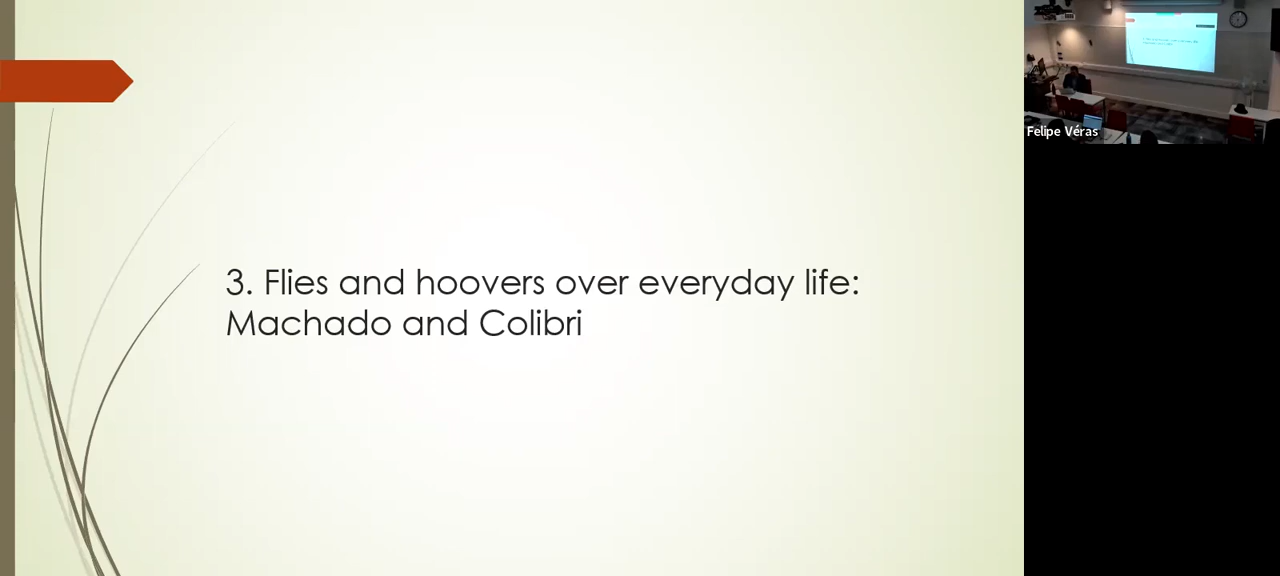 3. Flies and hoovers over everyday life:
Machado and Colibri
Felipe Véras